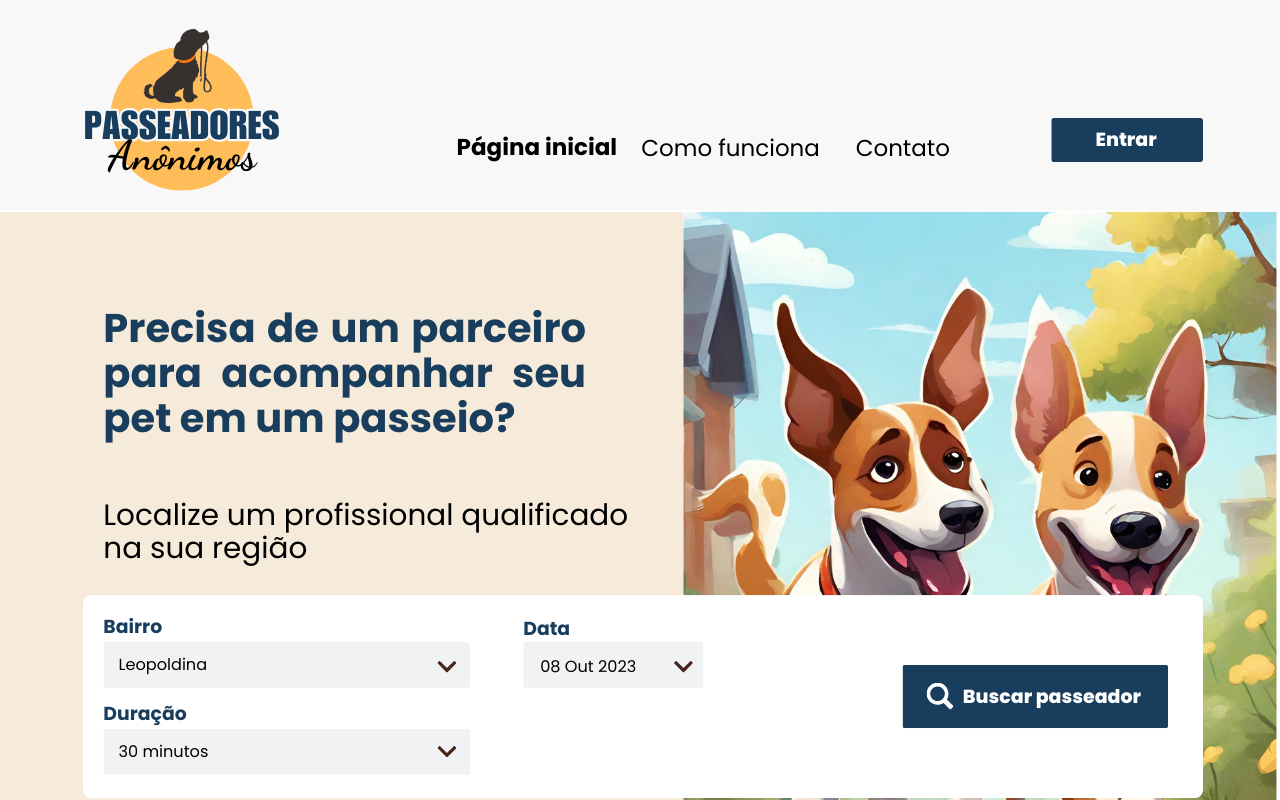 PASSEADORES
Anônimos
Página inicial
Como funciona
Contato
Entrar
Precisa de um parceiro
para acompanhar seu
pet em um passeio?
Localize um profissional qualificado
na sua região
Bairro
Leopoldina
Data
08 Out 2023
Duração
30 minutos
Buscar passeador